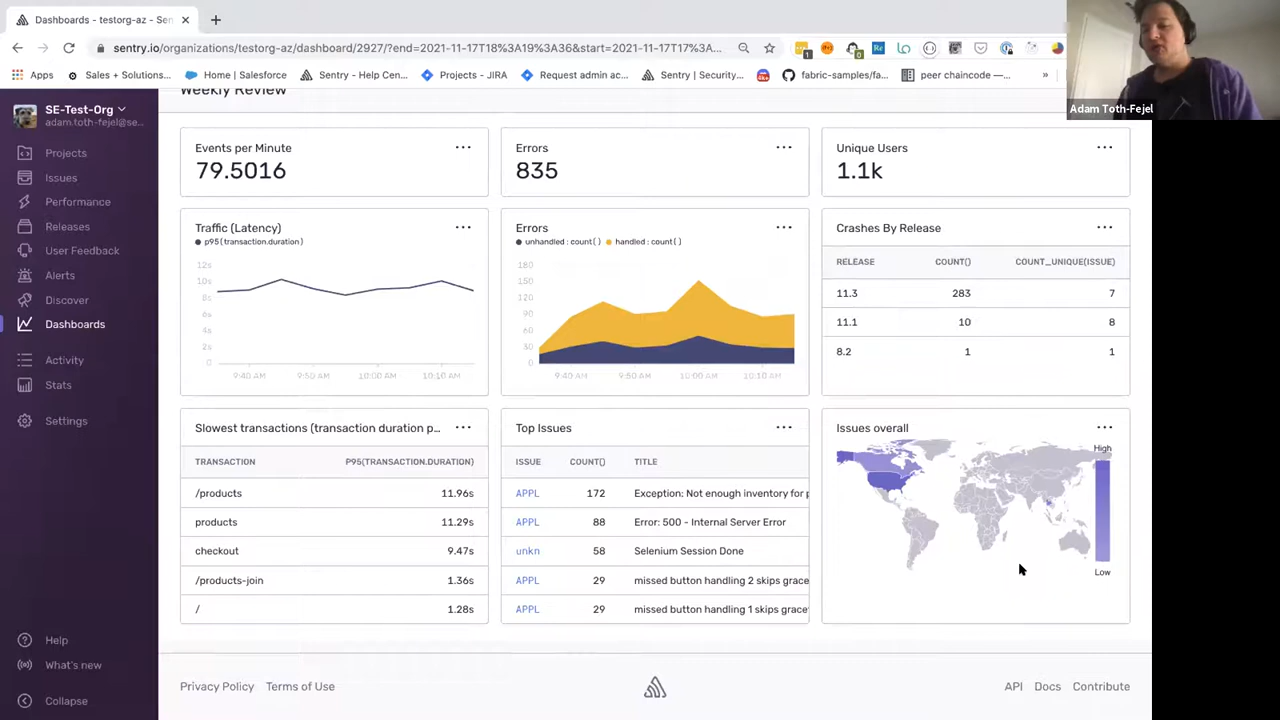 Dashboards - testorg-az - Sen
sentry.io/organizations/testorg-az/dashboard/2927/?end=2021-11-17T18%3A19%3A36&start=2021-11-17T17%3A...
Apps
Sales + Solutions...
Home | Salesforce
Sentry - Help Cen...
Projects - JIRA
Request admin ac...
Sentry | Security...
fabric-samples/fa...
peer chaincode —...
»
Adam Toth-Fejel
SE-Test-Org
adam.toth-fejel@se...
Projects
Issues
Performance
Releases
User Feedback
Alerts
Discover
Dashboards
Activity
Stats
Settings
Help
What's new
Collapse
Weekly Review
Events per Minute
79.5016
Errors
835
Unique Users
1.1k
Traffic (Latency)
p95(transaction.duration)
12s
10s
8s
6s
4s
2s
0
9:40 AM 9:50 AM 10:00 AM 10:10 AM
Errors
unhandled : count() handled : count()
180
150
120
90
60
30
0
9:40 AM 9:50 AM 10:00 AM 10:10 AM
Crashes By Release
RELEASE COUNT() COUNT_UNIQUE(ISSUE)
11.3 283 7
11.1 10 8
8.2 1 1
Slowest transactions (transaction duration p...
TRANSACTION P95(TRANSACTION.DURATION)
/products 11.96s
products 11.29s
checkout 9.47s
/products-join 1.36s
/ 1.28s
Top Issues
ISSUE COUNT() TITLE
APPL 172 Exception: Not enough inventory for p
APPL 88 Error: 500 - Internal Server Error
unkn 58 Selenium Session Done
APPL 29 missed button handling 2 skips grace
APPL 29 missed button handling 1 skips grace
Issues overall
High
Low
Privacy Policy Terms of Use
API Docs Contribute